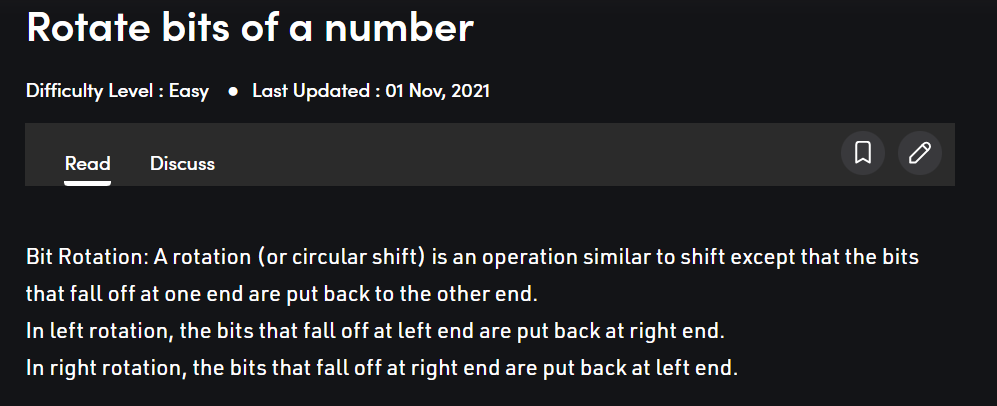 Rotate bits of a number
Difficulty Level : Easy ● Last Updated : 01 Nov, 2021
Read Discuss
Bit Rotation: A rotation (or circular shift) is an operation similar to shift except that the bits
that fall off at one end are put back to the other end.
In left rotation, the bits that fall off at left end are put back at right end.
In right rotation, the bits that fall off at right end are put back at left end.